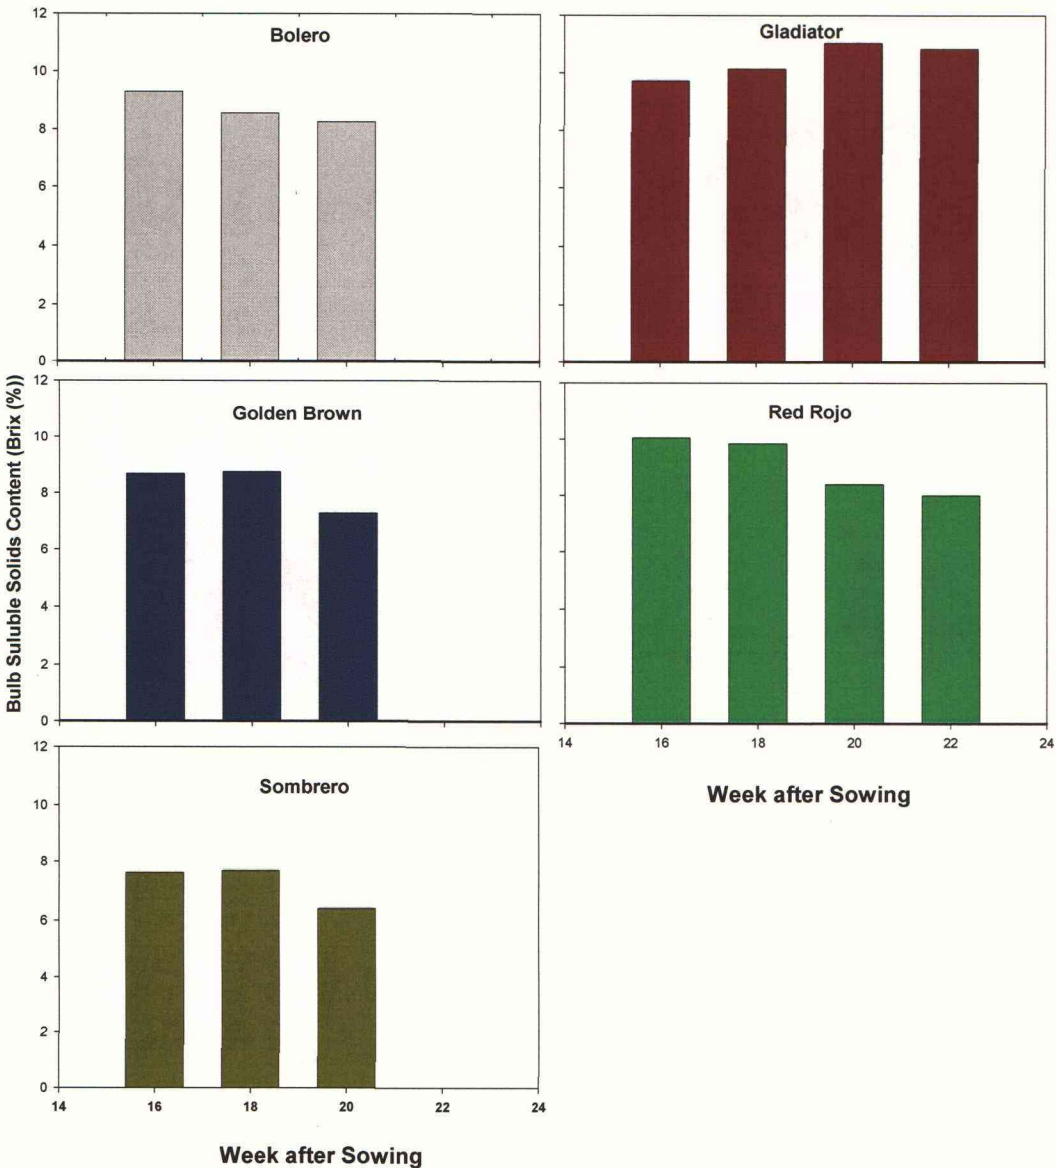 Bulb Suluble Solids Content (Brix (%))
Bolero
12
10
8
6
4
2
0
Gladiator
Golden Brown
12
10
8
6
4
2
0
Red Rojo
14 16 18 20 22 24
Week after Sowing
Sombrero
12
10
8
6
4
2
0
14 16 18 20 22 24
Week after Sowing